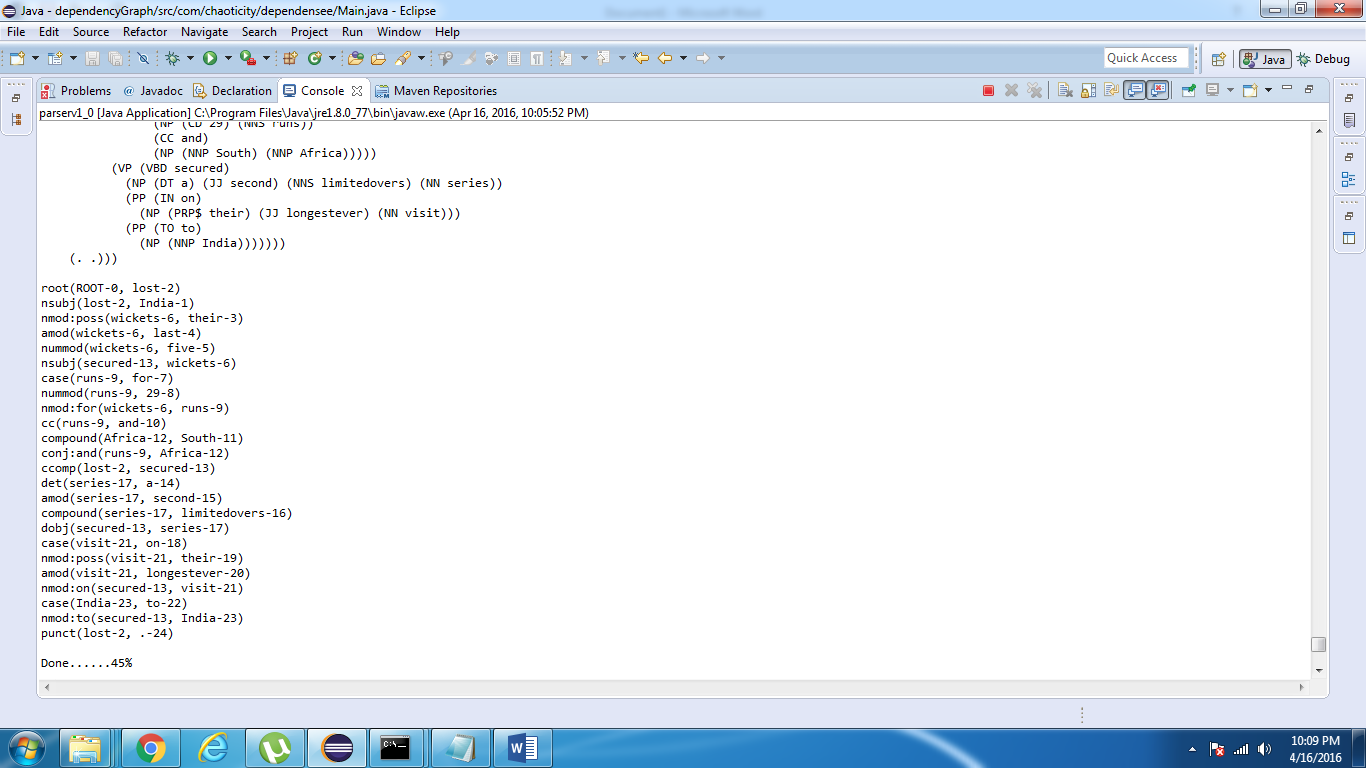 Java - dependencyGraph/src/com/chaoticity/dependensee/Main.java - Eclipse
File Edit Source Refactor Navigate Search Project Run Window Help
Quick Access Java Debug
Problems @ Javadoc Declaration Console Maven Repositories
parserv1_0 [Java Application] C:\Program Files\Java\jre1.8.0_77\bin\javaw.exe (Apr 16, 2016, 10:05:52 PM)
(NP (CD 29) (NNS runs))
(CC and)
(NP (NNP South) (NNP Africa)))))
(VP (VBD secured)
(NP (DT a) (JJ second) (NNS limitedovers) (NN series))
(PP (IN on)
(NP (PRP$ their) (JJ longestever) (NN visit)))
(PP (TO to)
(NP (NNP India)))))))
(. .)))
root(ROOT-0, lost-2)
nsubj(lost-2, India-1)
nmod:poss(wickets-6, their-3)
amod(wickets-6, last-4)
nummod(wickets-6, five-5)
nsubj(secured-13, wickets-6)
case(runs-9, for-7)
nummod(runs-9, 29-8)
nmod:for(wickets-6, runs-9)
cc(runs-9, and-10)
compound(Africa-12, South-11)
conj:and(runs-9, Africa-12)
ccomp(lost-2, secured-13)
det(series-17, a-14)
amod(series-17, second-15)
compound(series-17, limitedovers-16)
dobj(secured-13, series-17)
case(visit-21, on-18)
nmod:poss(visit-21, their-19)
amod(visit-21, longestever-20)
nmod:on(secured-13, visit-21)
case(India-23, to-22)
nmod:to(secured-13, India-23)
punct(lost-2, .-24)
Done......45%
10:09 PM
4/16/2016